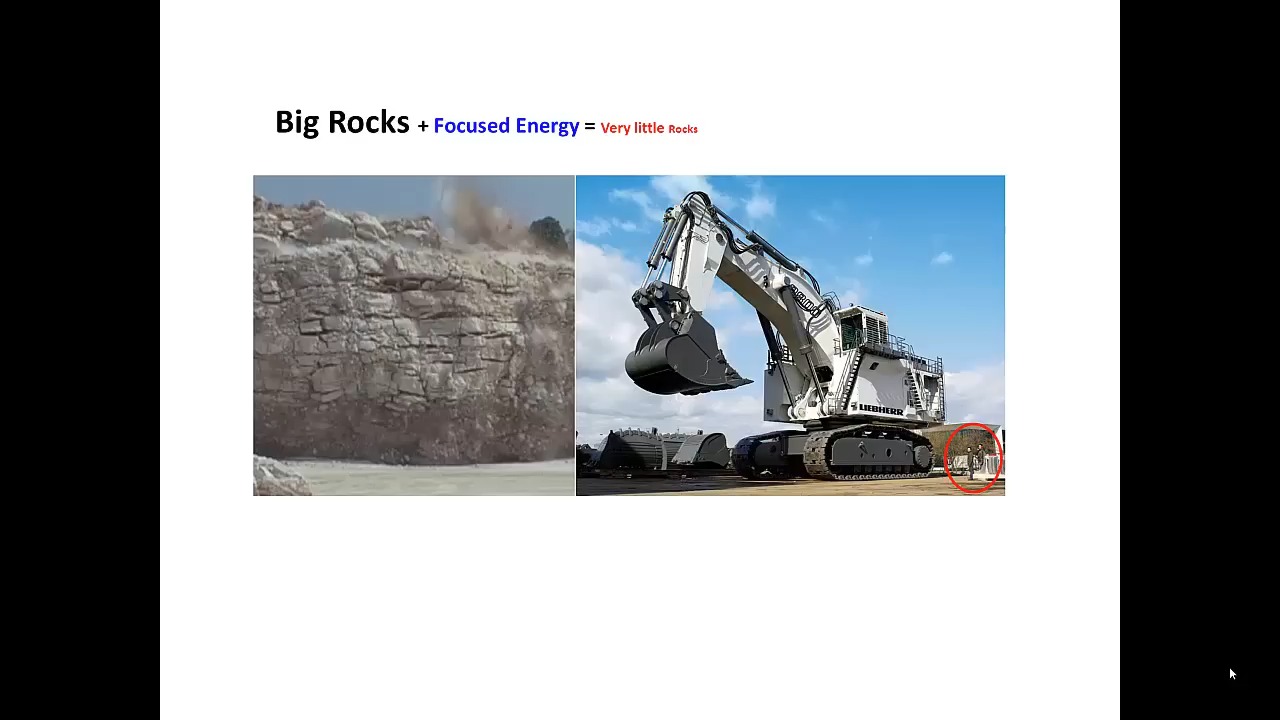 Big Rocks + Focused Energy = Very little Rocks
LIEBHERR